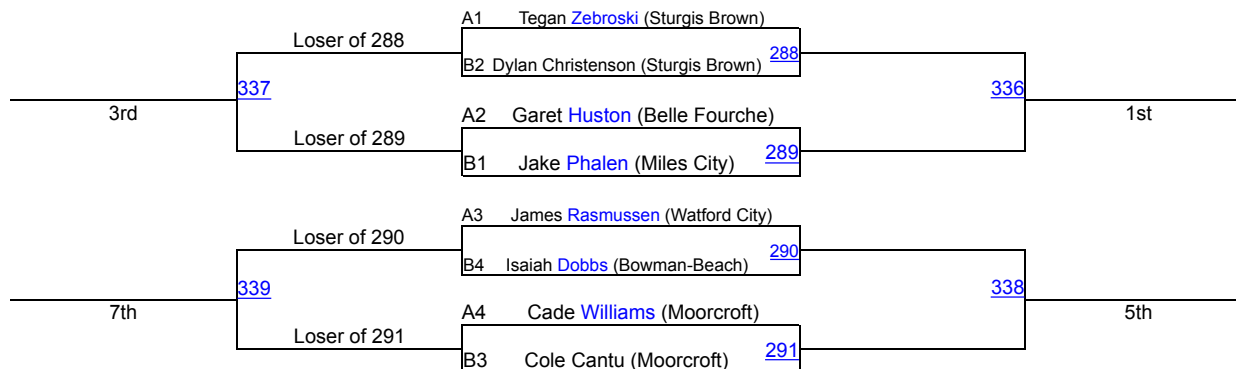 A1 Tegan Zebroski (Sturgis Brown)
Loser of 288
288
B2 Dylan Christenson (Sturgis Brown)
337
336
3rd
A2 Garet Huston (Belle Fourche)
1st
Loser of 289
289
B1 Jake Phalen (Miles City)
A3 James Rasmussen (Watford City)
Loser of 290
290
B4 Isaiah Dobbs (Bowman-Beach)
339
338
7th
A4 Cade Williams (Moorcroft)
5th
Loser of 291
291
B3 Cole Cantu (Moorcroft)